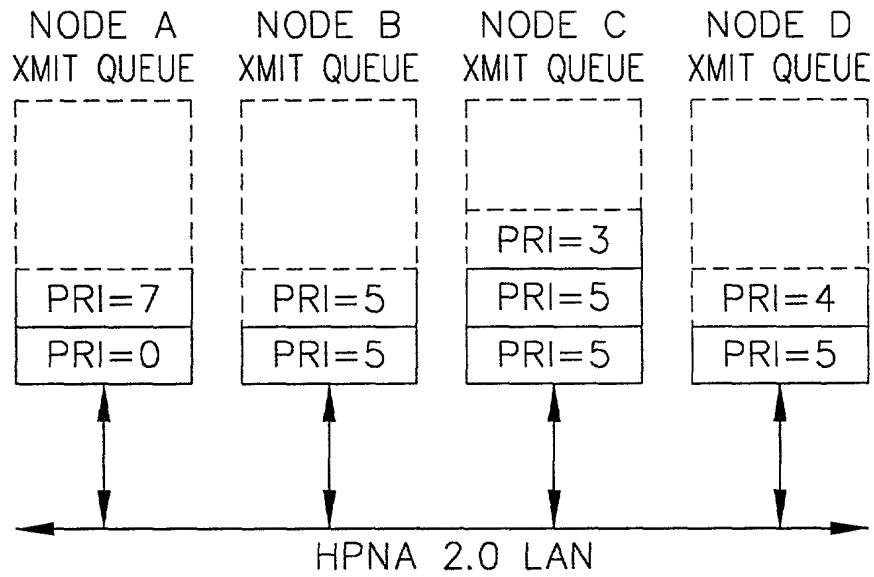 NODE A NODE B NODE C NODE D
XMIT QUEUE XMIT QUEUE XMIT QUEUE XMIT QUEUE
PRI=3
PRI=7 PRI=5 PRI=5 PRI=4
PRI=0 PRI=5 PRI=5 PRI=5
HPNA 2.0 LAN